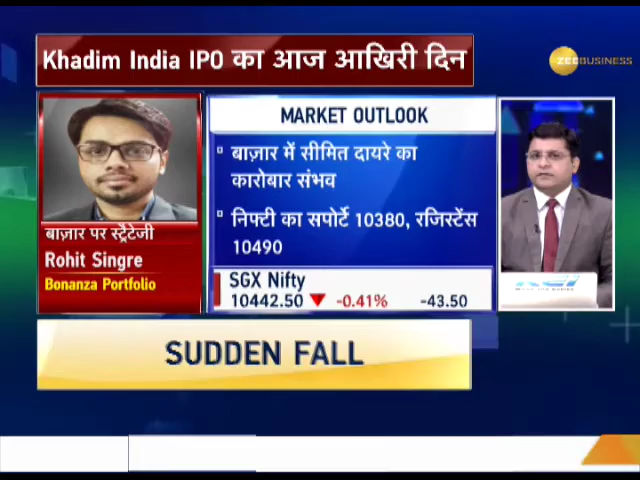 Khadim India IPO का आज आखिरी दिन
ZEE BUSINESS
MARKET OUTLOOK
बाज़ार में सीमित दायरे का
कारोबार संभव
निफ्टी का सपोर्टे 10380, रजिस्टेंस
10490
बाज़ार पर स्ट्रैटेजी
Rohit Singre
Bonanza Portfolio
SGX Nifty
10442.50 ▼ -0.41% -43.50
SUDDEN FALL